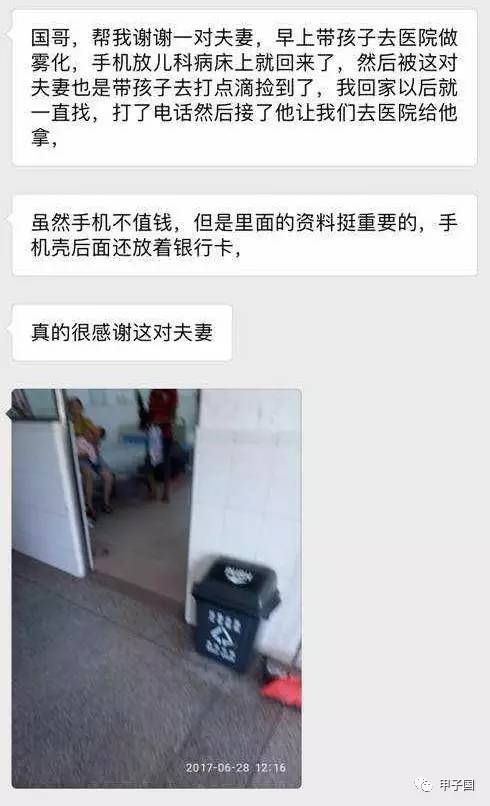 国哥，帮我谢谢一对夫妻，早上带孩子去医院做
雾化，手机放儿科病床上就回来了，然后被这对
夫妻也是带孩子去打点滴捡到了，我回家以后就
一直找，打了电话然后接了他让我们去医院给他
拿，
虽然手机不值钱，但是里面的资料挺重要的，手
机壳后面还放着银行卡，
真的很感谢这对夫妻
2017-06-28 12:16
甲子国